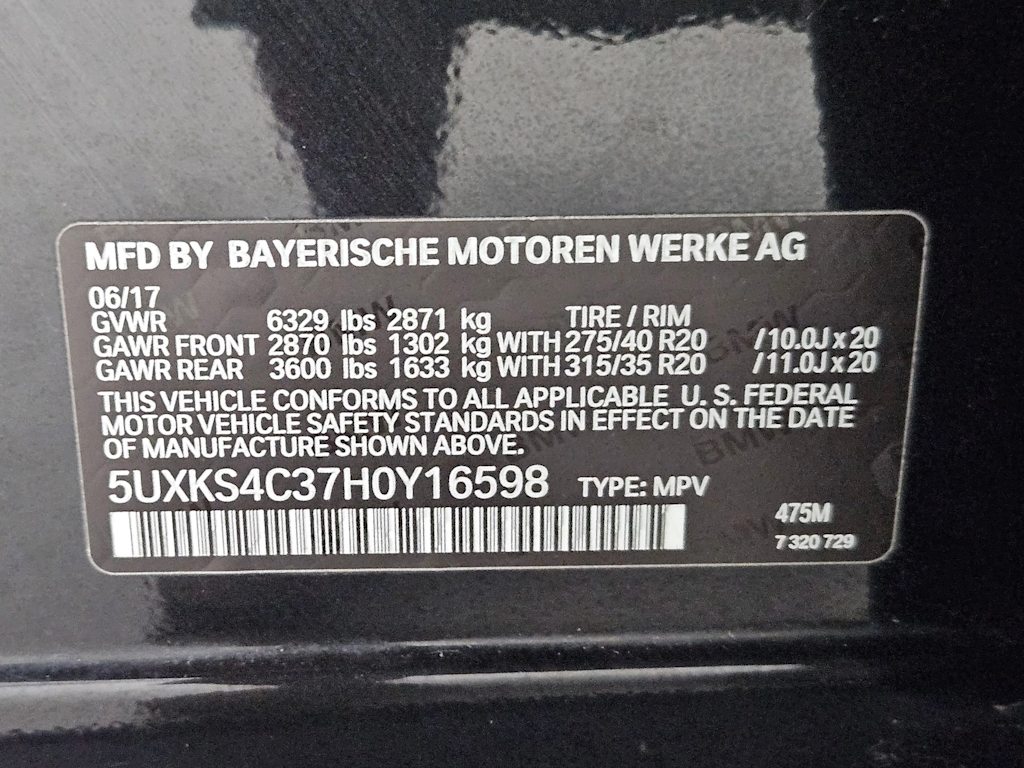 MFD BY BAYERISCHE MOTOREN WERKE AG
06/17
GVWR 6329 lbs 2871 kg TIRE / RIM
GAWR FRONT 2870 lbs 1302 kg WITH 275/40 R20 /10.0J x 20
GAWR REAR 3600 lbs 1633 kg WITH 315/35 R20 /11.0J x 20
THIS VEHICLE CONFORMS TO ALL APPLICABLE U. S. FEDERAL
MOTOR VEHICLE SAFETY STANDARDS IN EFFECT ON THE DATE
OF MANUFACTURE SHOWN ABOVE.
5UXKS4C37H0Y16598 TYPE: MPV
475M
7 320 729